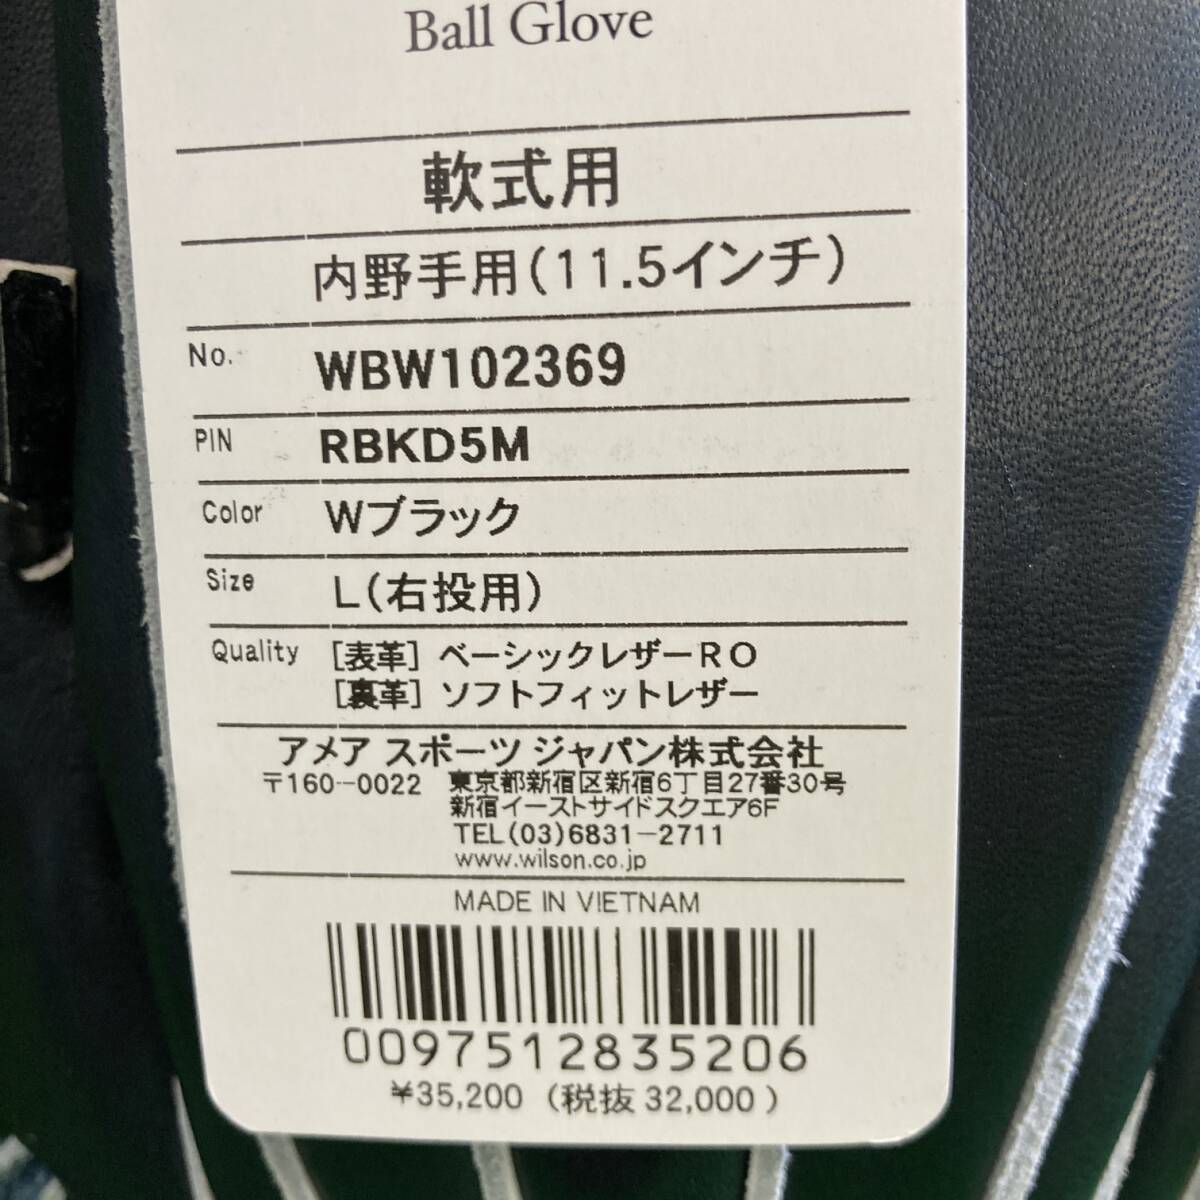 Ball Glove
軟式用
内野手用(11.5インチ)
No. WBW102369
PIN RBKD5M
Color Wブラック
Size L(右投用)
Quality [表革] ベーシックレザーRO
[裏革] ソフトフィットレザー
アメア スポーツ ジャパン株式会社
〒160-0022 東京都新宿区新宿6丁目27番30号
新宿イーストサイドスクエア6F
TEL(03)6831-2711
www.wilson.co.jp
MADE IN VIETNAM
0097512835206
¥35,200 (税抜 32,000)